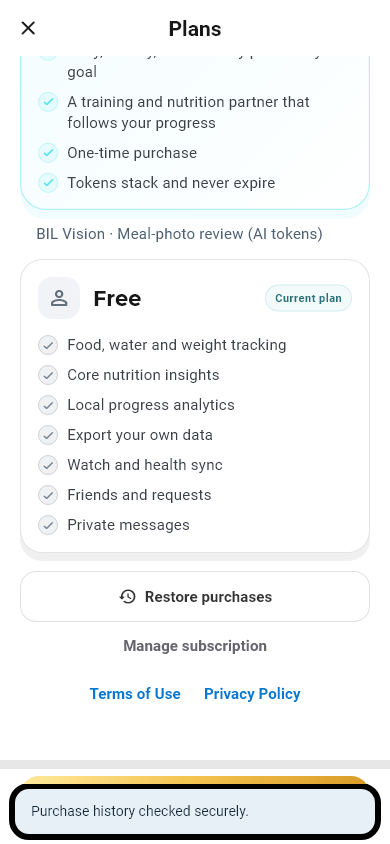 Plans
goal
A training and nutrition partner that
follows your progress
One-time purchase
Tokens stack and never expire
BIL Vision · Meal-photo review (AI tokens)
Free
Current plan
Food, water and weight tracking
Core nutrition insights
Local progress analytics
Export your own data
Watch and health sync
Friends and requests
Private messages
Restore purchases
Manage subscription
Terms of Use Privacy Policy
Purchase history checked securely.